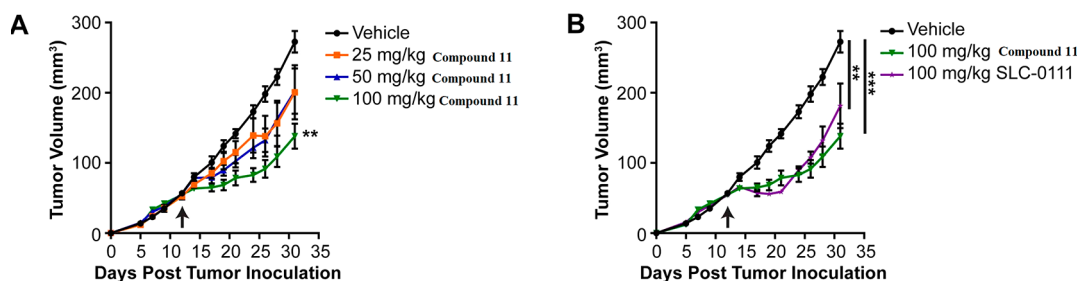 A
Tumor Volume (mm³)
300
200
100
0
0 5 10 15 20 25 30 35
Days Post Tumor Inoculation
Vehicle
25 mg/kg Compound 11
50 mg/kg Compound 11
100 mg/kg Compound 11
**
B
Tumor Volume (mm³)
300
200
100
0
0 5 10 15 20 25 30 35
Days Post Tumor Inoculation
Vehicle
100 mg/kg Compound 11
100 mg/kg SLC-0111
**
***